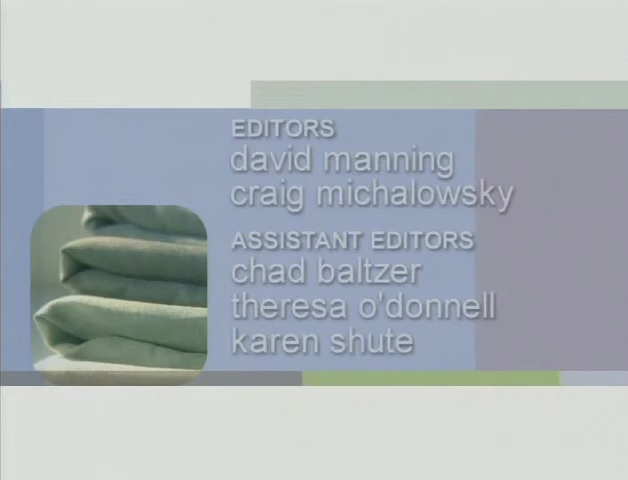 EDITORS
david manning
craig michalowsky
ASSISTANT EDITORS
chad baltzer
theresa o'donnell
karen shute